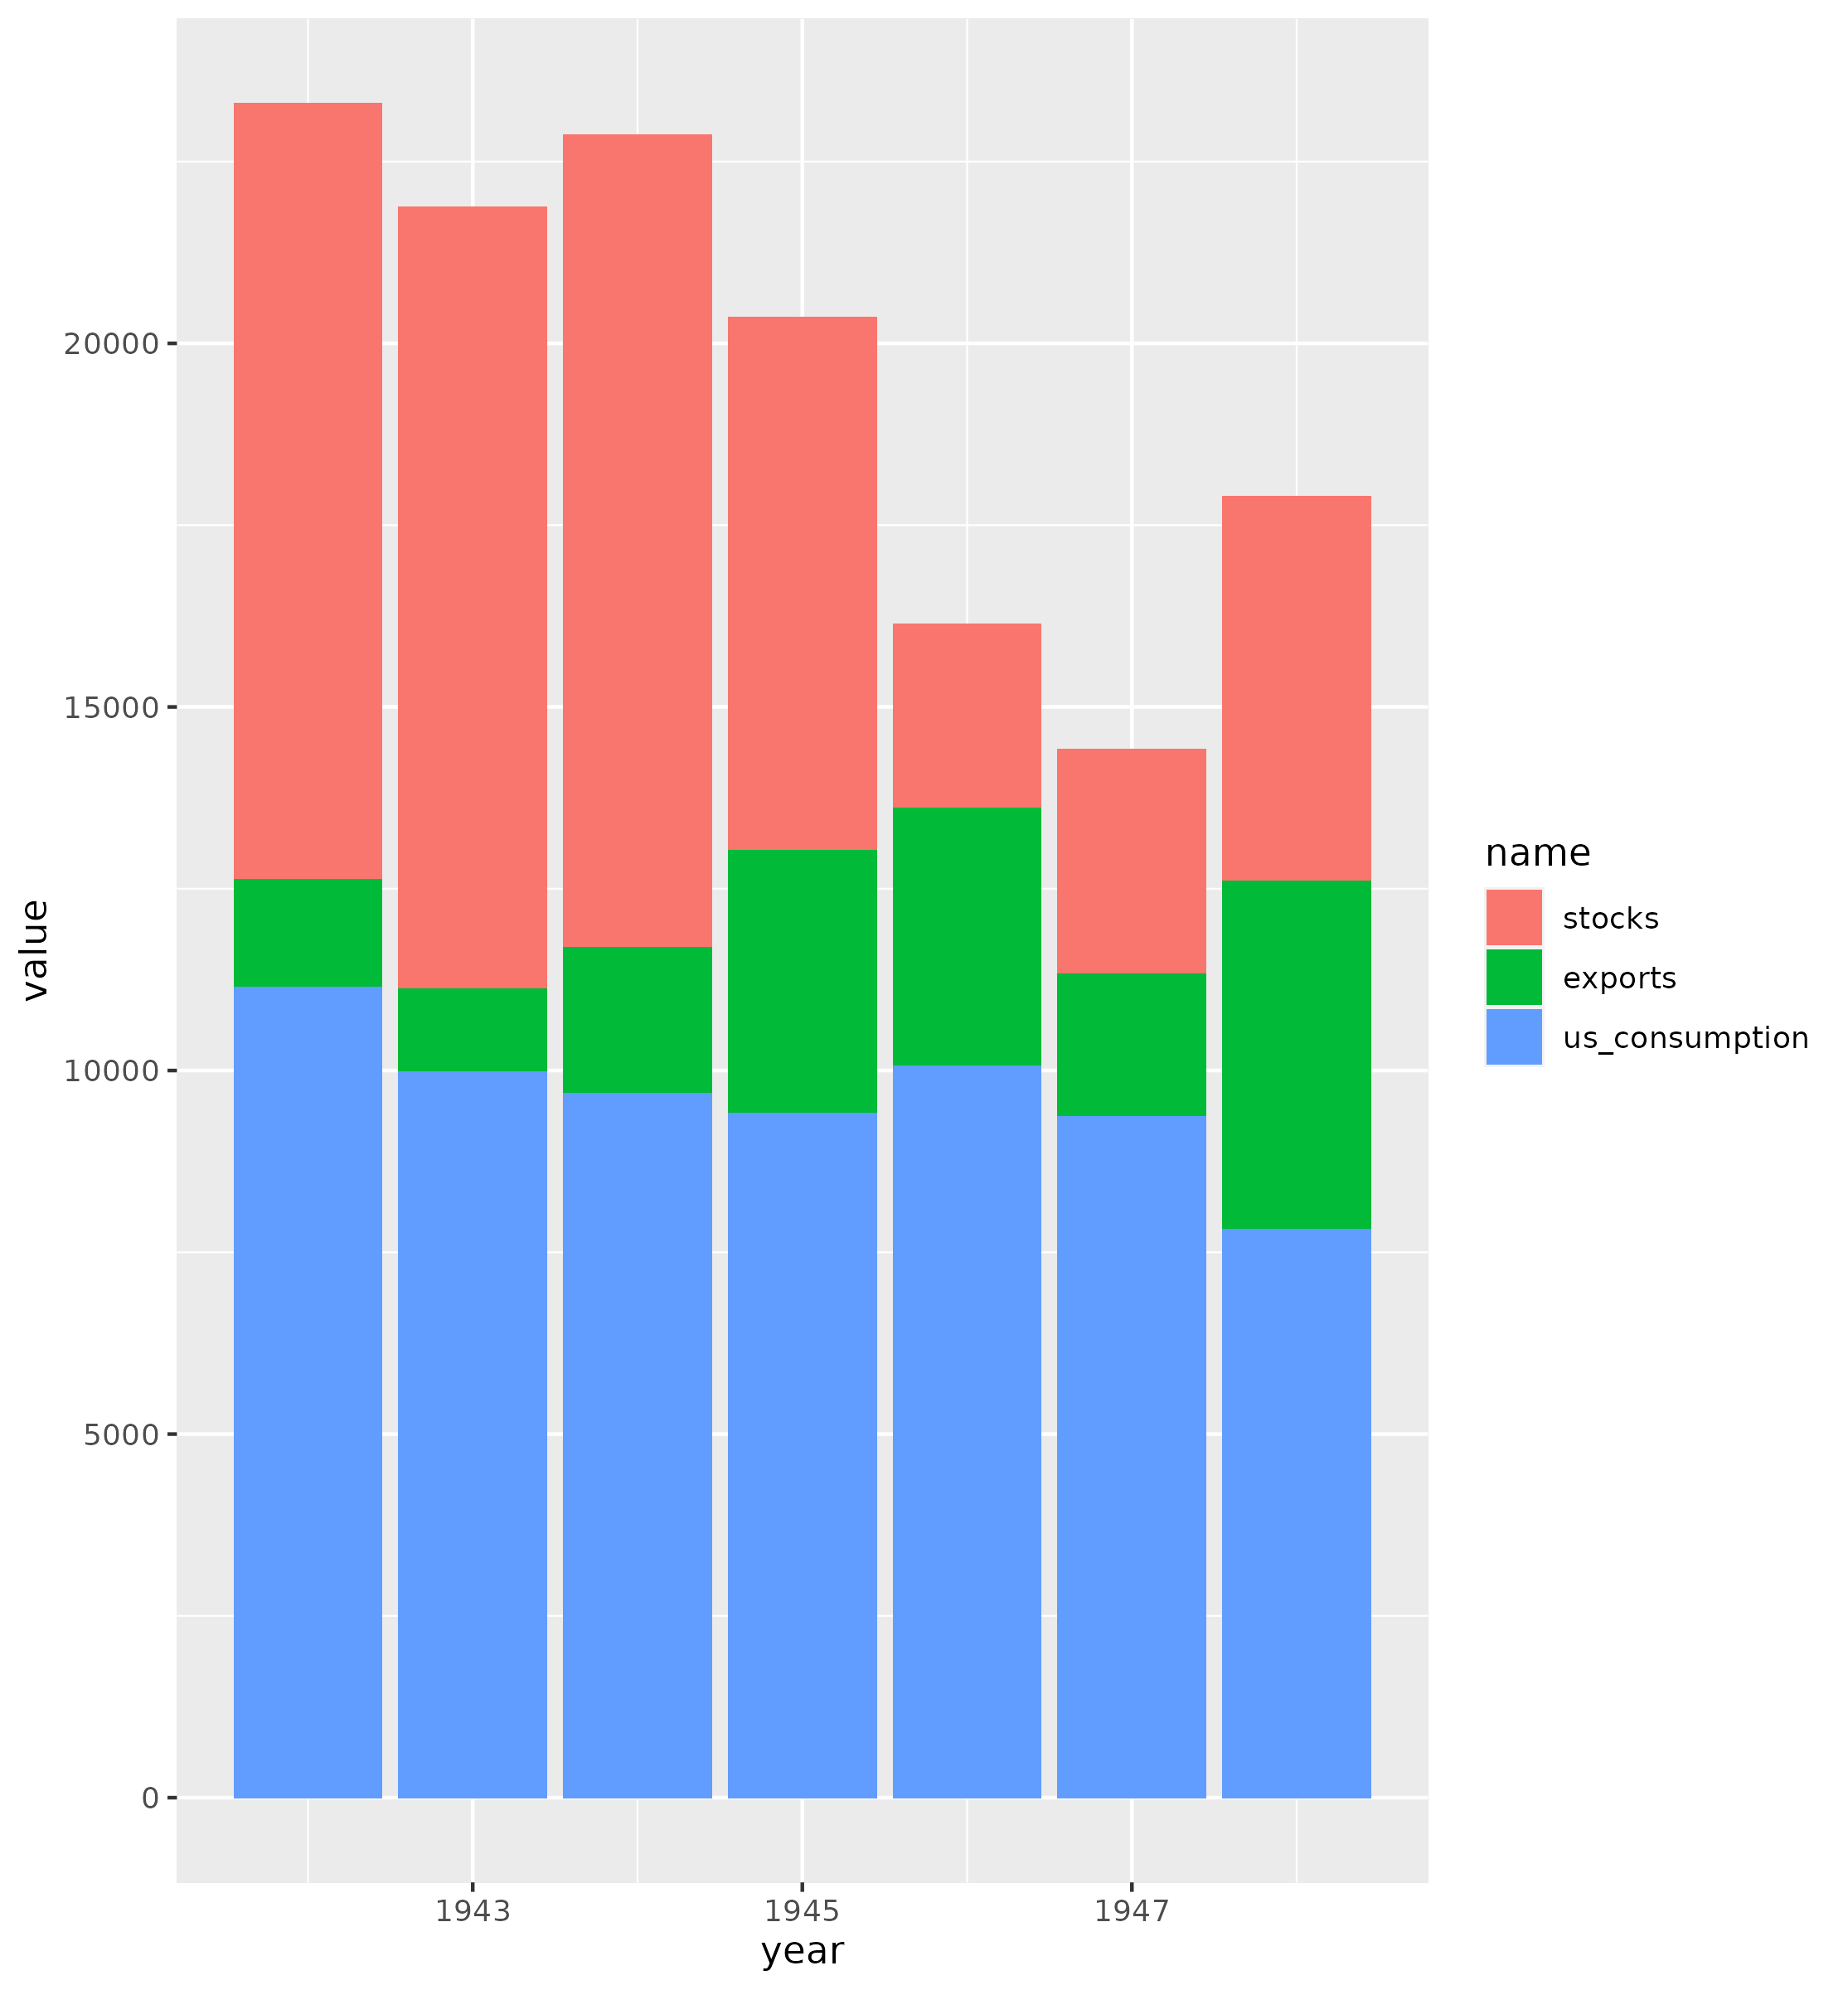 value
20000
15000
10000
5000
0
1943 1945 1947
year
name
stocks
exports
us_consumption